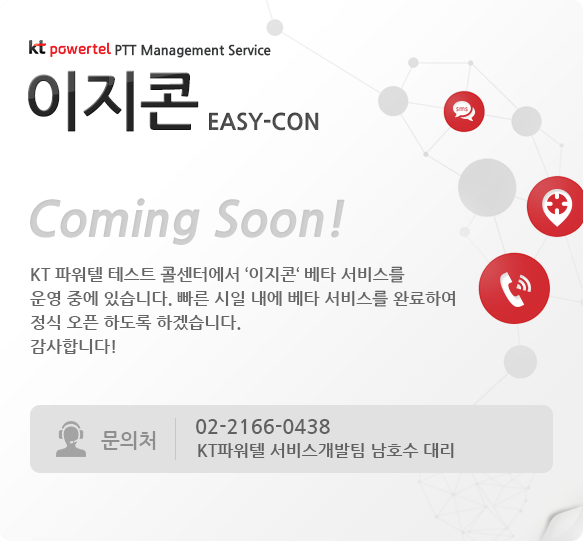 kt powertel PTT Management Service
이지콘 EASY-CON
sms
Coming Soon!
KT 파워텔 테스트 콜센터에서 ‘이지콘‘ 베타 서비스를
운영 중에 있습니다. 빠른 시일 내에 베타 서비스를 완료하여
정식 오픈 하도록 하겠습니다.
감사합니다!
문의처
02-2166-0438
KT파워텔 서비스개발팀 남호수 대리